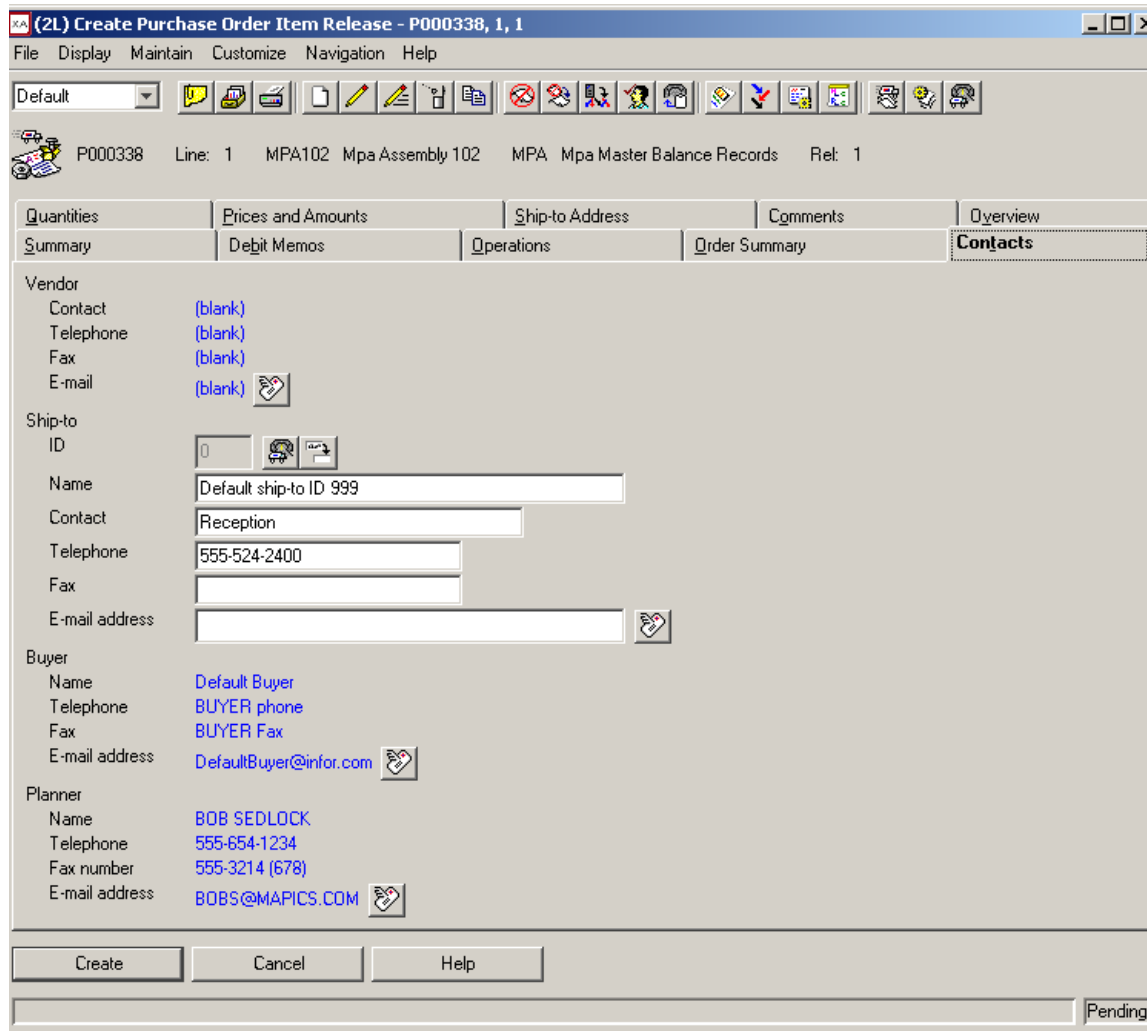 XA (2L) Create Purchase Order Item Release - P000338, 1, 1
File Display Maintain Customize Navigation Help
Default
P000338 Line: 1 MPA102 Mpa Assembly 102 MPA Mpa Master Balance Records Rel: 1
Quantities Prices and Amounts Ship-to Address Comments Overview
Summary Debit Memos Operations Order Summary Contacts
Vendor
Contact (blank)
Telephone (blank)
Fax (blank)
E-mail (blank)
Ship-to
ID 0
Name Default ship-to ID 999
Contact Reception
Telephone 555-524-2400
Fax
E-mail address
Buyer
Name Default Buyer
Telephone BUYER phone
Fax BUYER Fax
E-mail address DefaultBuyer@infor.com
Planner
Name BOB SEDLOCK
Telephone 555-654-1234
Fax number 555-3214 (678)
E-mail address BOBS@MAPICS.COM
Create Cancel Help
Pending